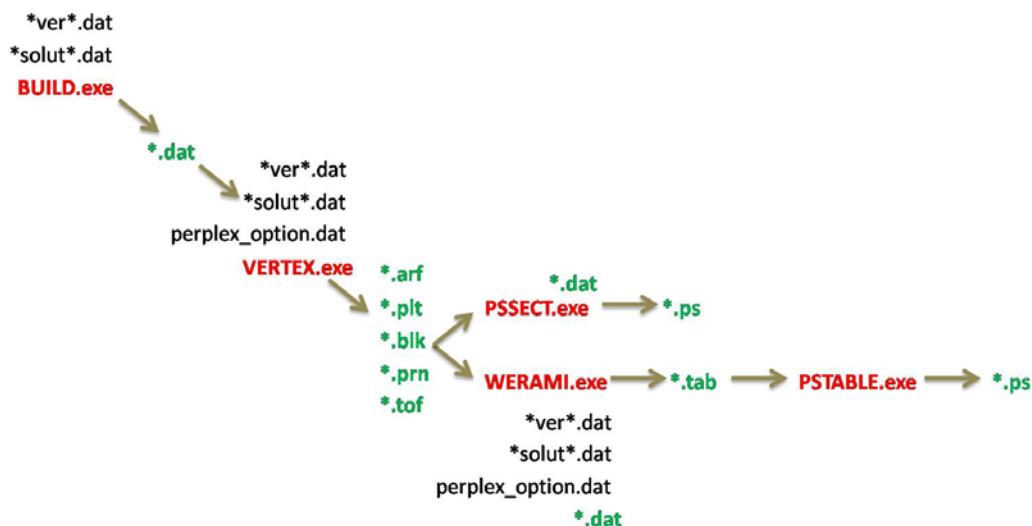 *ver*.dat
*solut*.dat
BUILD.exe
*.dat
*ver*.dat
*solut*.dat
perplex_option.dat
VERTEX.exe
*.arf
*.plt
*.blk
*.prn
*.tof
*.dat
PSSECT.exe
*.ps
WERAMI.exe
*.tab
PSTABLE.exe
*.ps
*ver*.dat
*solut*.dat
perplex_option.dat
*.dat